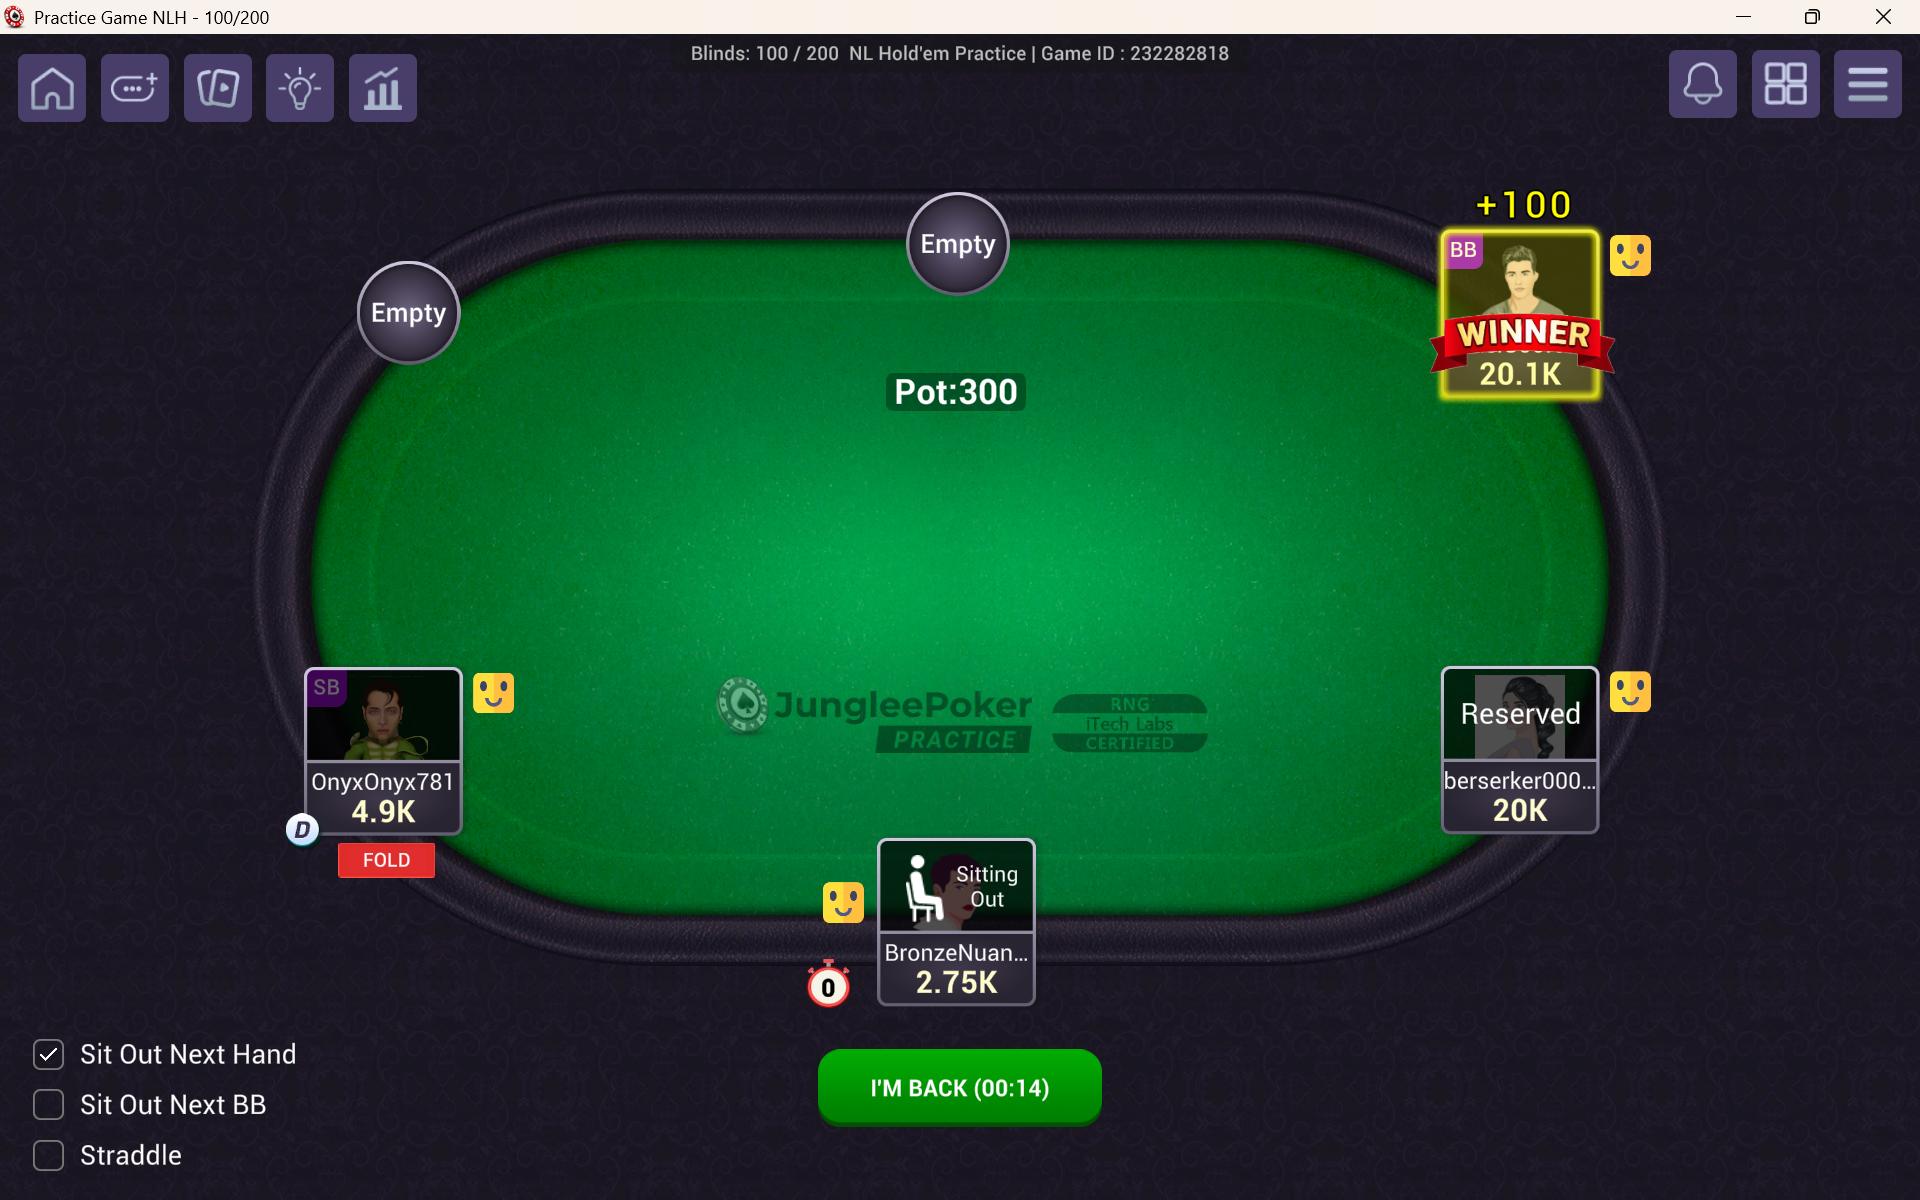 Practice Game NLH - 100/200
Blinds: 100 / 200 NL Hold'em Practice | Game ID : 232282818
+100
Empty
BB
Empty
WINNER
20.1K
Pot:300
SB
JungleePoker
PRACTICE
RNG
iTech Labs
CERTIFIED
Reserved
OnyxOnyx781
4.9K
berserker000...
20K
D
FOLD
Sitting
Out
BronzeNuan...
2.75K
0
Sit Out Next Hand
I'M BACK (00:14)
Sit Out Next BB
Straddle